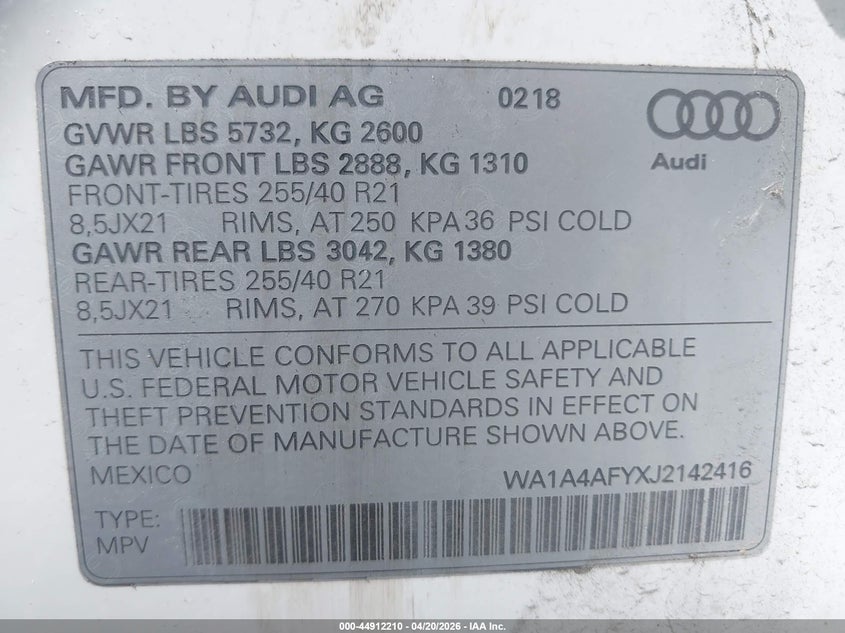 MFD. BY AUDI AG 0218
GVWR LBS 5732, KG 2600
GAWR FRONT LBS 2888, KG 1310
Audi
FRONT-TIRES 255/40 R21
8,5JX21 RIMS, AT 250 KPA 36 PSI COLD
GAWR REAR LBS 3042, KG 1380
REAR-TIRES 255/40 R21
8,5JX21 RIMS, AT 270 KPA 39 PSI COLD
THIS VEHICLE CONFORMS TO ALL APPLICABLE
U.S. FEDERAL MOTOR VEHICLE SAFETY AND
THEFT PREVENTION STANDARDS IN EFFECT ON
THE DATE OF MANUFACTURE SHOWN ABOVE.
MEXICO WA1A4AFYXJ2142416
TYPE:
MPV
000-44912210 - 04/20/2026 - IAA Inc.